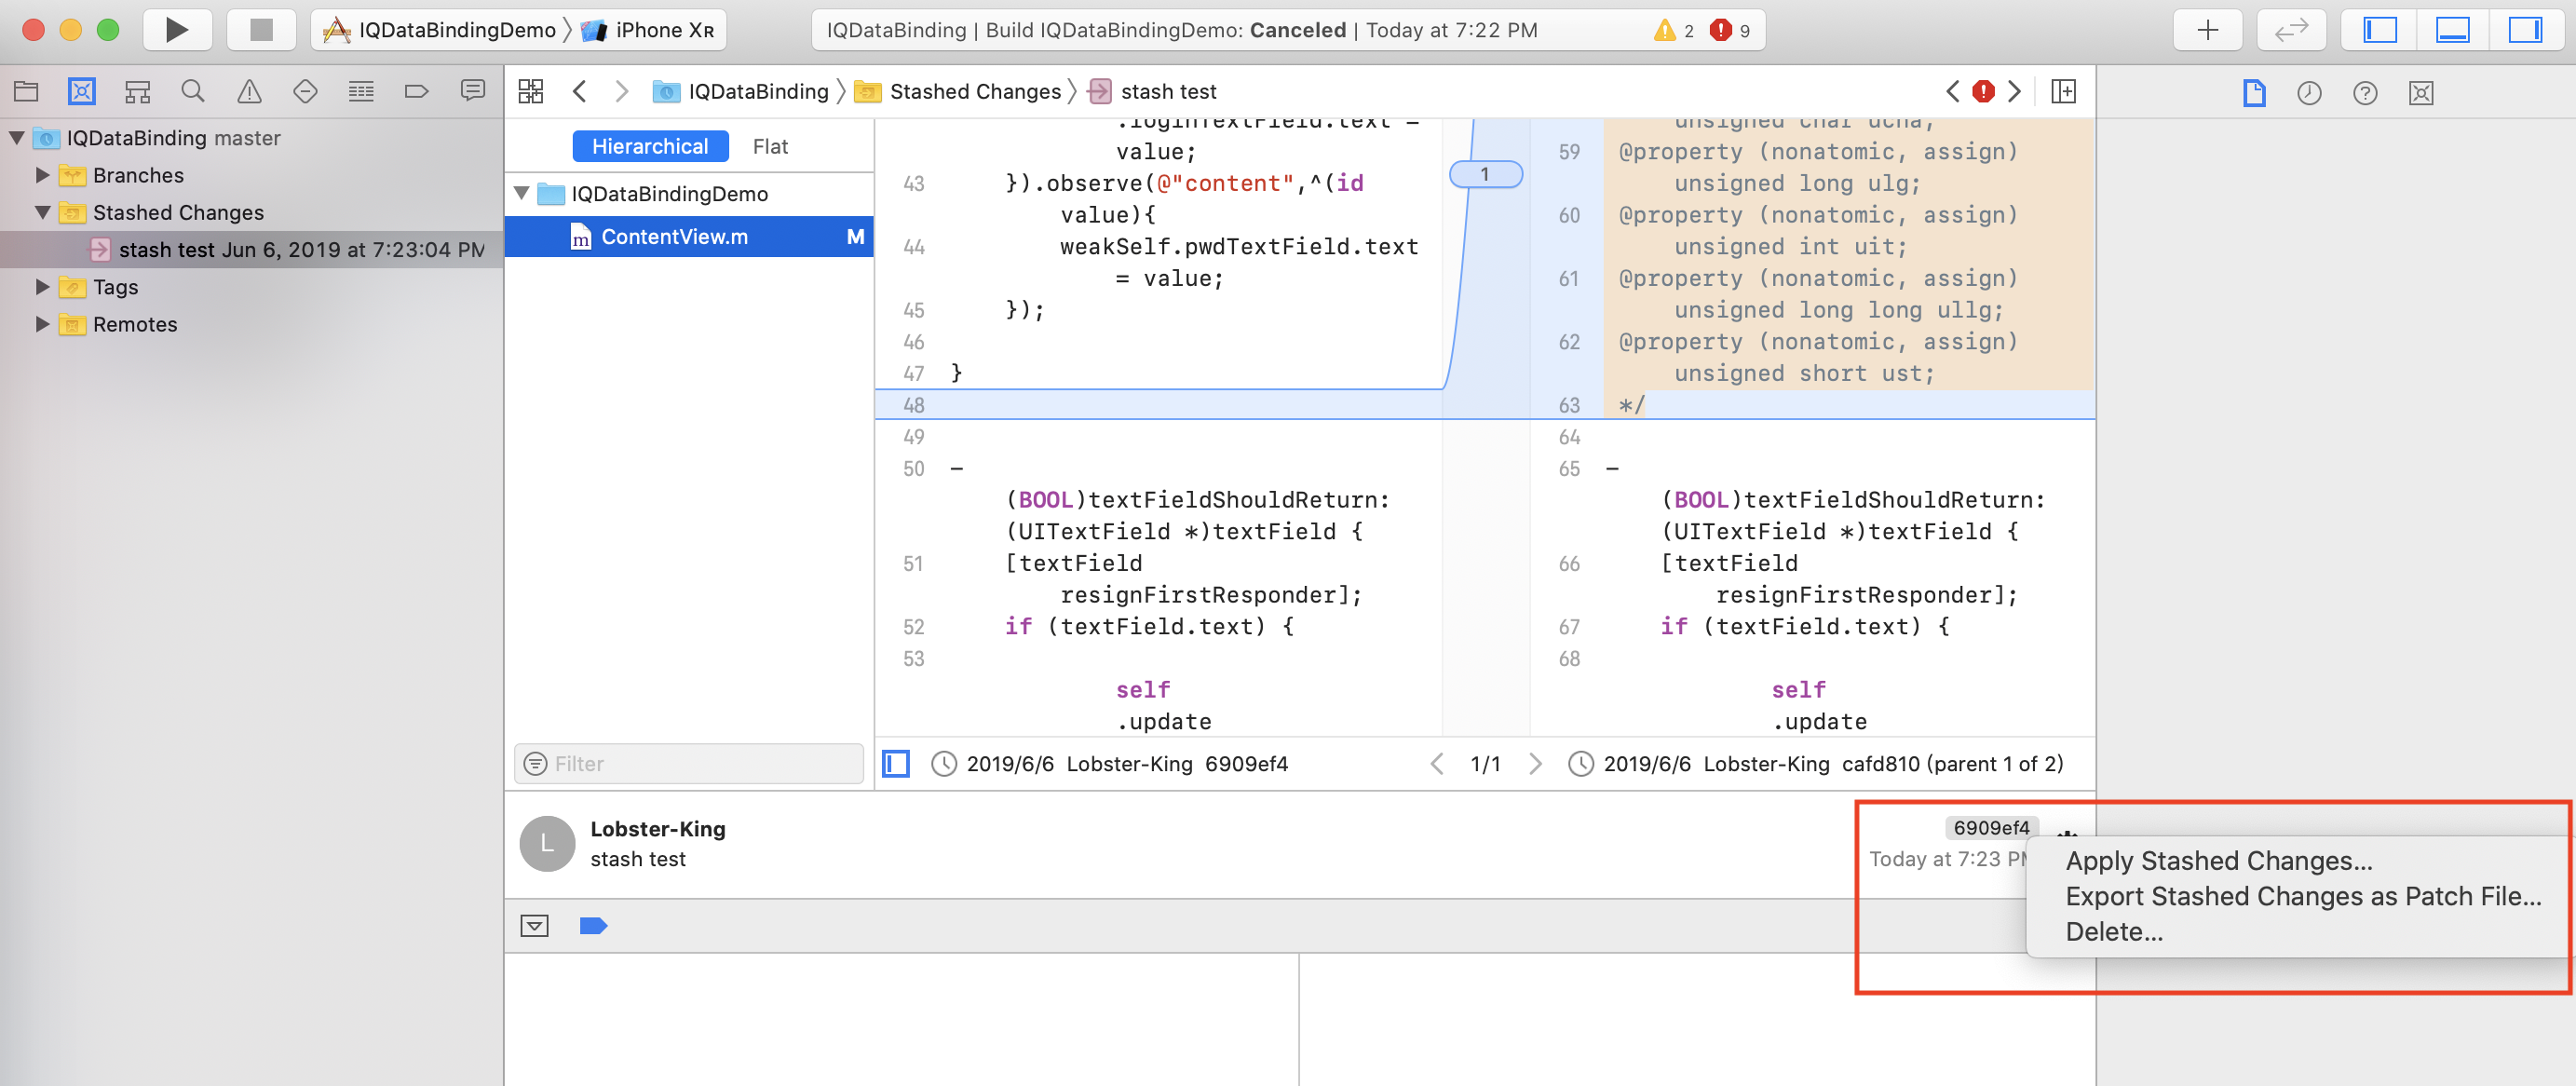 IQDataBindingDemo 〉 iPhone XR
IQDataBinding | Build IQDataBindingDemo: Canceled | Today at 7:22 PM
2 9
IQDataBinding master
Branches
Stashed Changes
stash test Jun 6, 2019 at 7:23:04 PM
Tags
Remotes
IQDataBinding 〉 Stashed Changes 〉 stash test
Hierarchical Flat
IQDataBindingDemo
m ContentView.m M
Filter
.loginTextField.text =
value;
43 }).observe(@"content",^(id
value){
44 weakSelf.pwdTextField.text
= value;
45 });
46
47 }
48
49
50 –
(BOOL)textFieldShouldReturn:
(UITextField *)textField {
51 [textField
resignFirstResponder];
52 if (textField.text) {
53
self
.update
1
unsigned char ucha;
59 @property (nonatomic, assign)
unsigned long ulg;
60 @property (nonatomic, assign)
unsigned int uit;
61 @property (nonatomic, assign)
unsigned long long ullg;
62 @property (nonatomic, assign)
unsigned short ust;
63 */
64
65 –
(BOOL)textFieldShouldReturn:
(UITextField *)textField {
66 [textField
resignFirstResponder];
67 if (textField.text) {
68
self
.update
2019/6/6 Lobster-King 6909ef4
1/1
2019/6/6 Lobster-King cafd810 (parent 1 of 2)
L
Lobster-King
stash test
6909ef4
Today at 7:23 PM
Apply Stashed Changes...
Export Stashed Changes as Patch File...
Delete...